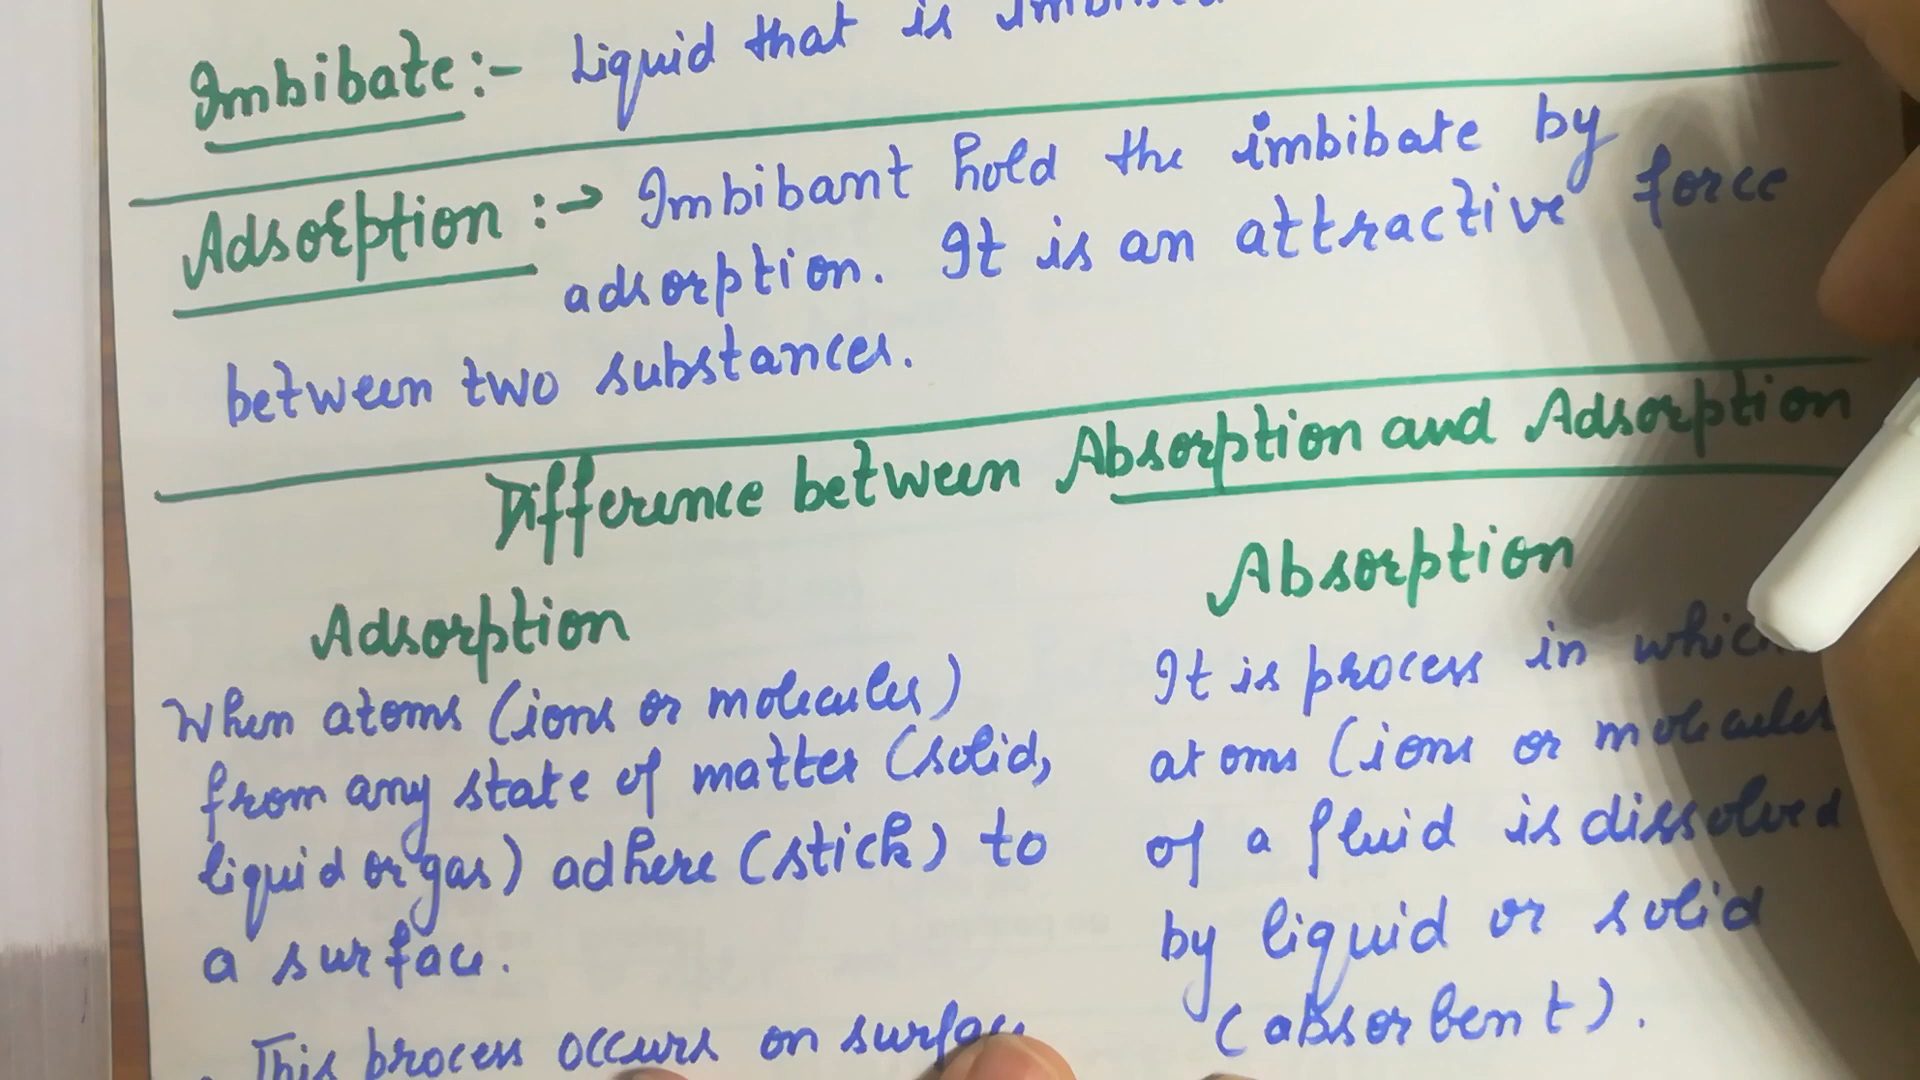 Imbibate :- Liquid that is
Adsorption :→ Imbibant hold the imbibate by
adsorption. It is an attractive force
between two substances.
Difference between Absorption and Adsorption
Adsorption
When atoms (ions or molecules)
from any state of matter (solid,
liquid or gas) adhere (stick) to
a surface.
This process occurs on surface
Absorption
It is process in which
atoms (ions or molecules
of a fluid is dissolved
by liquid or solid
(absorbent).